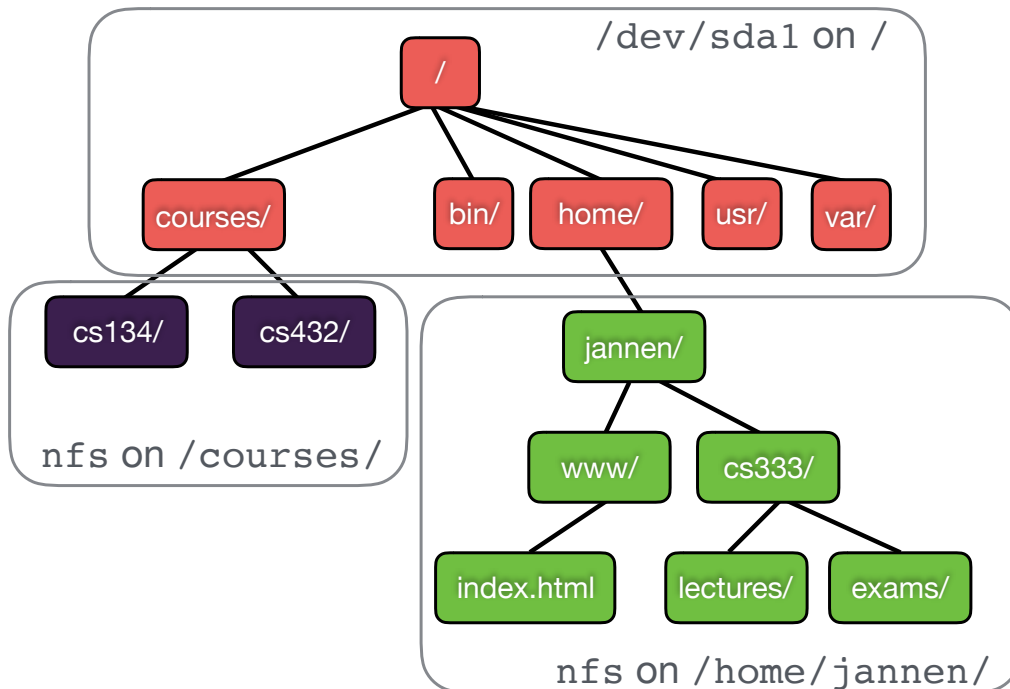 /dev/sda1 on /
/
courses/
bin/
home/
usr/
var/
cs134/
cs432/
jannen/
nfs on /courses/
www/
cs333/
index.html
lectures/
exams/
nfs on /home/jannen/